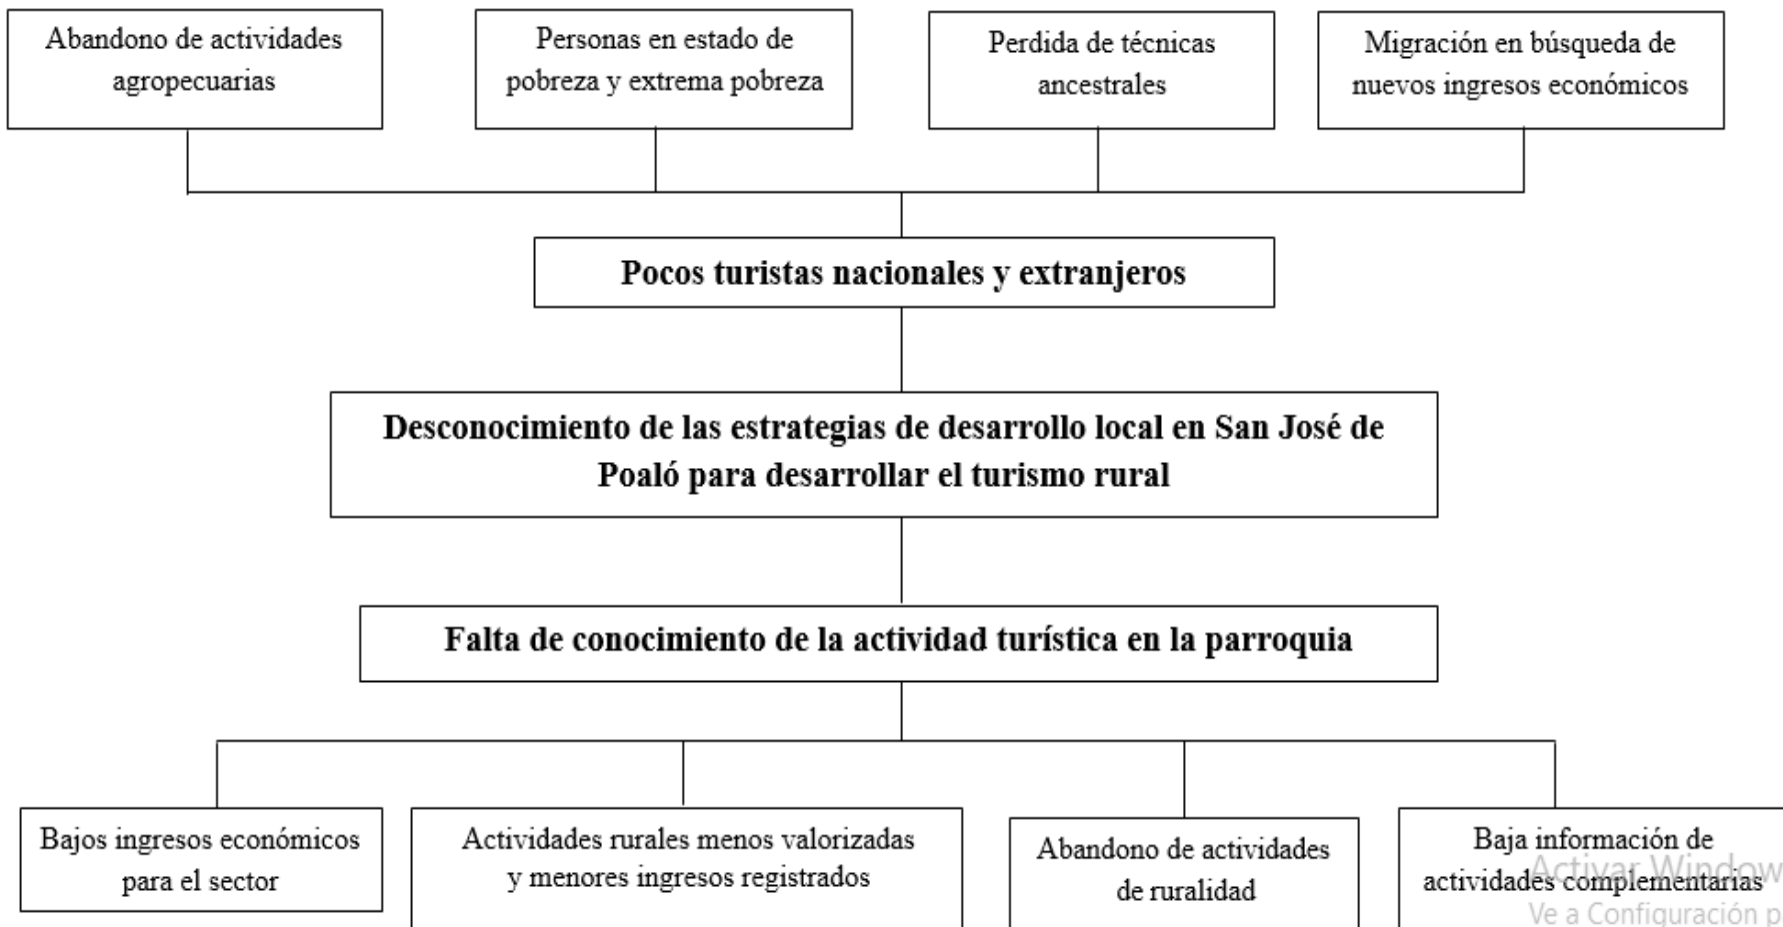 Abandono de actividades
agropecuarias
Personas en estado de
pobreza y extrema pobreza
Perdida de técnicas
ancestrales
Migración en búsqueda de
nuevos ingresos económicos
Pocos turistas nacionales y extranjeros
Desconocimiento de las estrategias de desarrollo local en San José de
Poaló para desarrollar el turismo rural
Falta de conocimiento de la actividad turística en la parroquia
Bajos ingresos económicos
para el sector
Actividades rurales menos valorizadas
y menores ingresos registrados
Abandono de actividades
de ruralidad
Baja información de
actividades complementarias
Activar Window
Ve a Configuración p